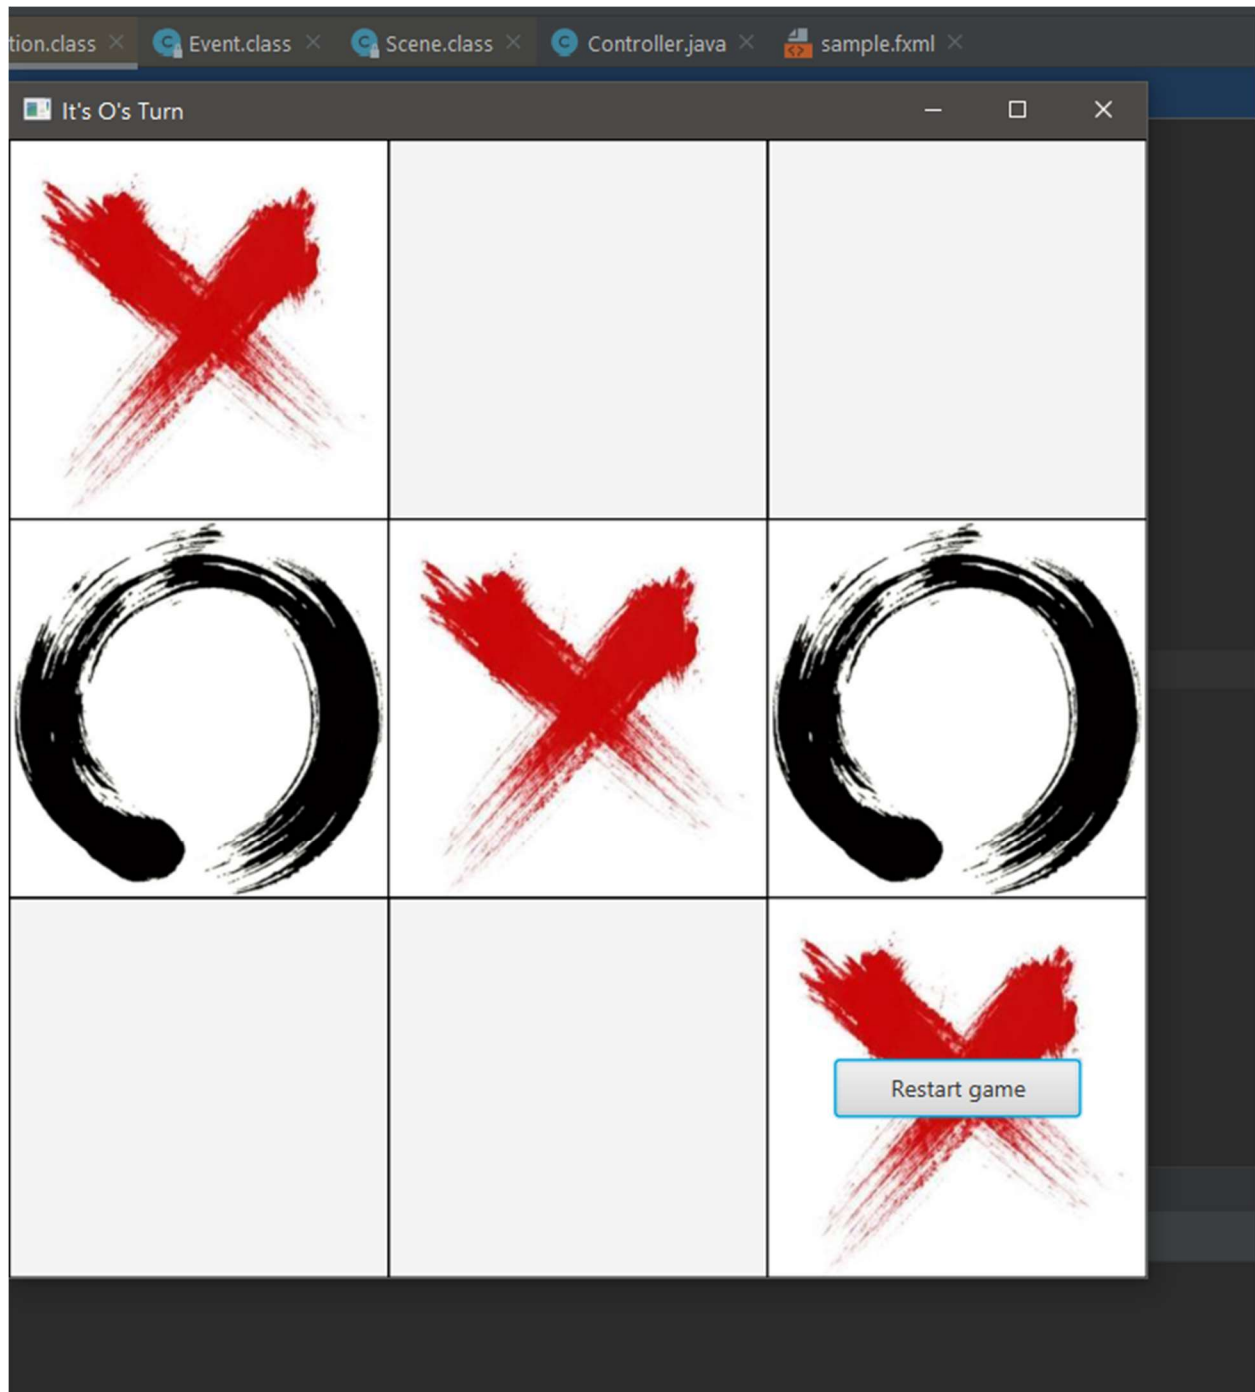 tion.class Event.class Scene.class Controller.java sample.fxml
It's O's Turn
Restart game